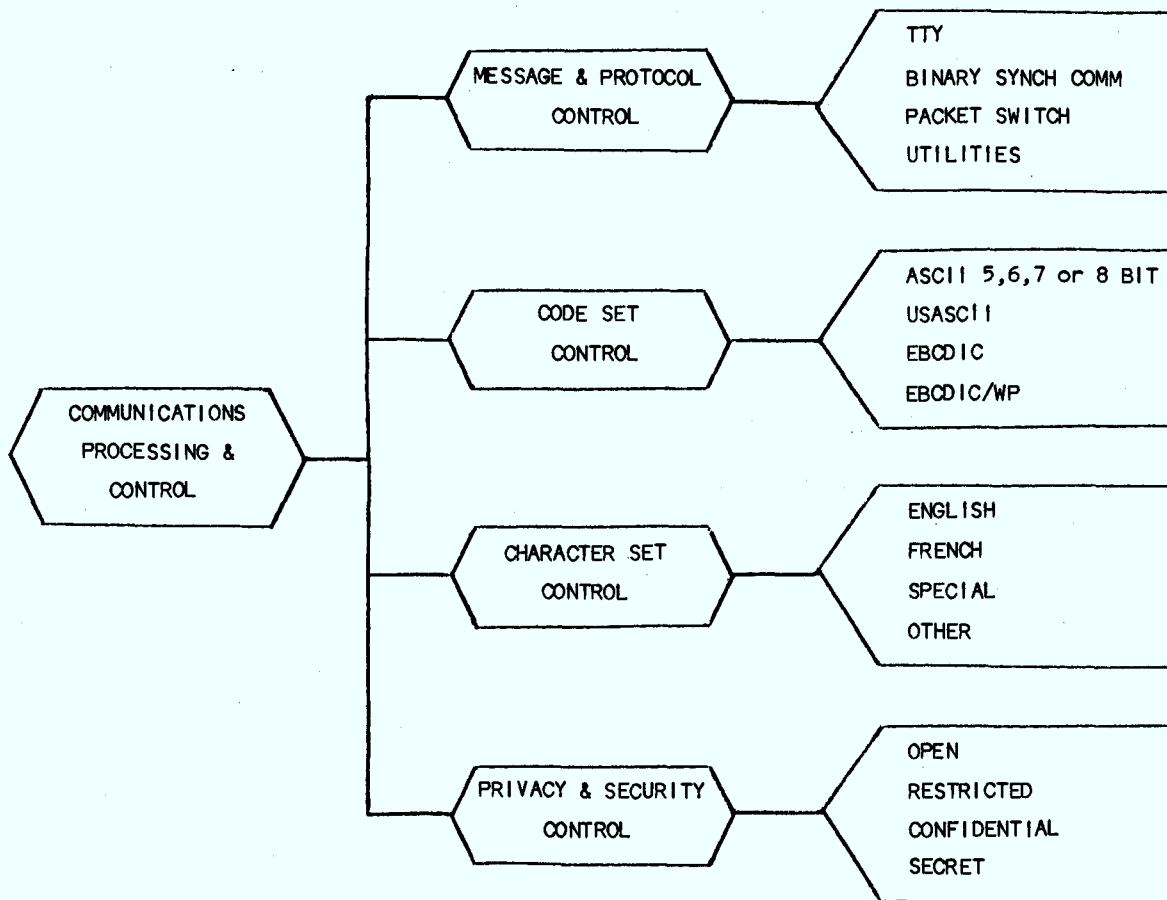 MESSAGE & PROTOCOL
CONTROL
TTY
BINARY SYNCH COMM
PACKET SWITCH
UTILITIES
CODE SET
CONTROL
ASCII 5,6,7 or 8 BIT
USASCII
EBCDIC
EBCDIC/WP
COMMUNICATIONS
PROCESSING &
CONTROL
CHARACTER SET
CONTROL
ENGLISH
FRENCH
SPECIAL
OTHER
PRIVACY & SECURITY
CONTROL
OPEN
RESTRICTED
CONFIDENTIAL
SECRET